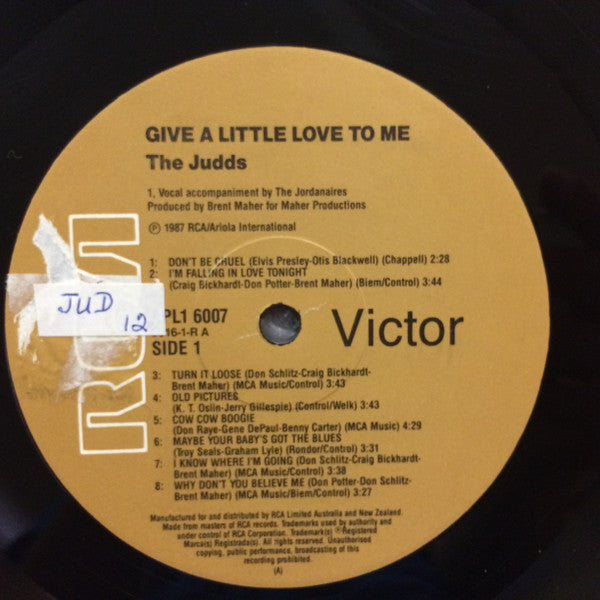 GIVE A LITTLE LOVE TO ME
The Judds
1, Vocal accompaniment by The Jordanaires
Produced by Brent Maher for Maher Productions
℗ 1987 RCA/Ariola International
1: DON'T BE CRUEL (Elvis Presley-Otis Blackwell) (Chappell) 2:28
2: I'M FALLING IN LOVE TONIGHT
(Craig Bickhardt-Don Potter-Brent Maher) (Biem/Control) 3:44
RCA
JUD
12
PL1 6007
16-1-R A
SIDE 1
Victor
3: TURN IT LOOSE (Don Schlitz-Craig Bickhardt-
Brent Maher) (MCA Music/Control) 3:43
4: OLD PICTURES
(K. T. Oslin-Jerry Gillespie) (Control/Welk) 3:43
5: COW COW BOOGIE
(Don Raye-Gene DePaul-Benny Carter) (MCA Music) 4:29
6: MAYBE YOUR BABY'S GOT THE BLUES
(Troy Seals-Graham Lyle) (Rondor/Control) 3:31
7: I KNOW WHERE I'M GOING (Don Schlitz-Craig Bickhardt-
Brent Maher) (MCA Music/Control) 3:38
8: WHY DON'T YOU BELIEVE ME (Don Potter-Don Schlitz-
Brent Maher) (MCA Music/Biem/Control) 3:27
Manufactured for and distributed by RCA Limited Australia and New Zealand.
Made from masters of RCA records. Trademarks used by authority and
under control of RCA Corporation. Trademark(s) ®Registered
Marca(s) Registrada(s). All rights reserved. Unauthorised
copying, public performance, broadcasting of this
recording prohibited.
(A)